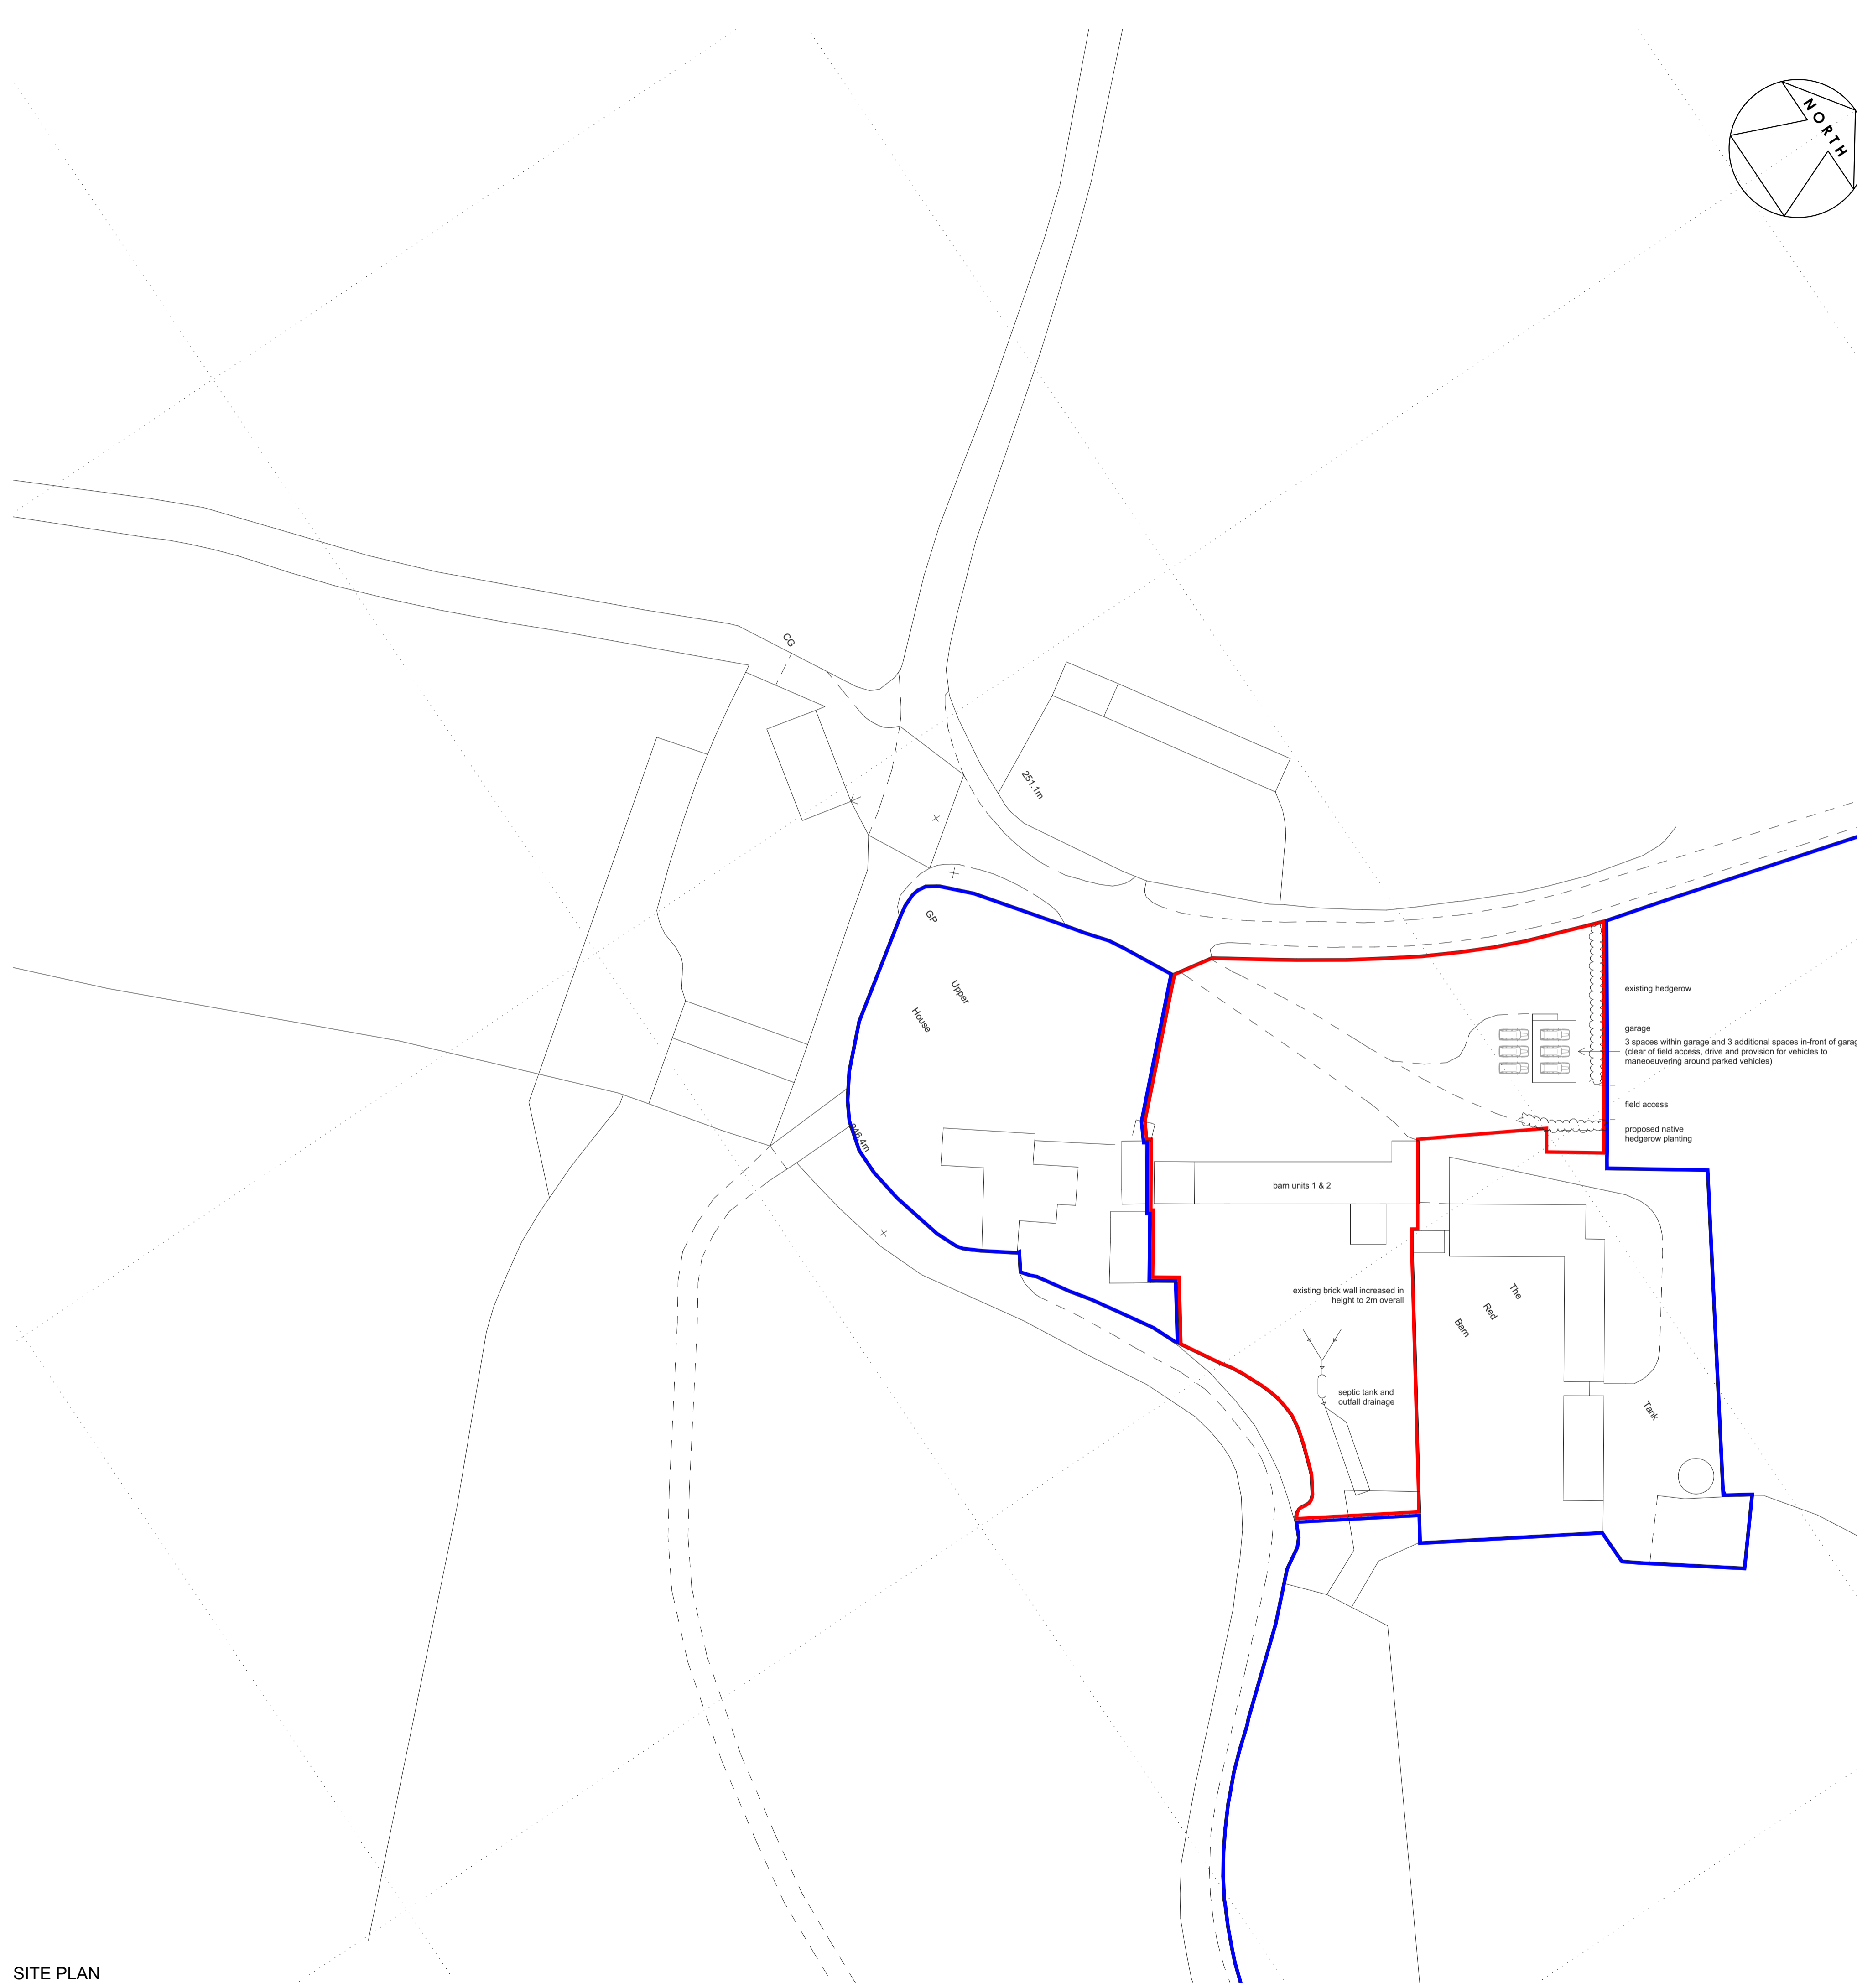 NORTH
CG
251.1m
GP
Upper
House
246.4m
existing hedgerow
garage
3 spaces within garage and 3 additional spaces in-front of garag
(clear of field access, drive and provision for vehicles to
maneoeuvering around parked vehicles)
field access
proposed native
hedgerow planting
barn units 1 & 2
existing brick wall increased in
height to 2m overall
The
Red
Barn
septic tank and
outfall drainage
Tank
SITE PLAN